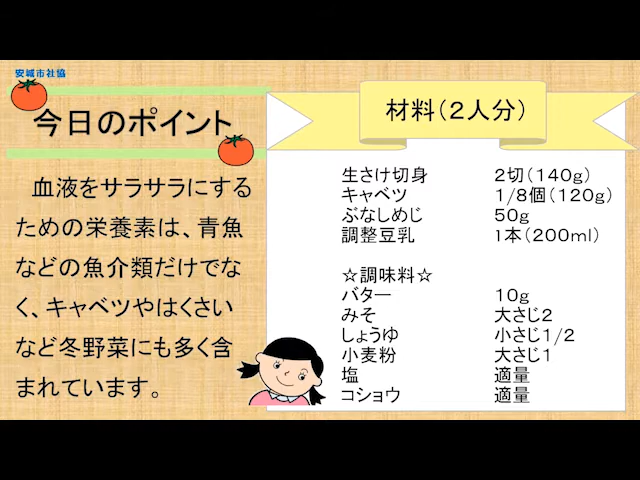 安城市社協
今日のポイント
血液をサラサラにする
ための栄養素は、青魚
などの魚介類だけでな
く、キャベツやはくさい
など冬野菜にも多く含
まれています。
材料（２人分）
生さけ切身　２切（１４０ｇ）
キャベツ　１/８個（１２０ｇ）
ぶなしめじ　５０ｇ
調整豆乳　１本（２００ｍｌ）
☆調味料☆
バター　１０ｇ
みそ　大さじ２
しょうゆ　小さじ１/２
小麦粉　大さじ１
塩　適量
コショウ　適量